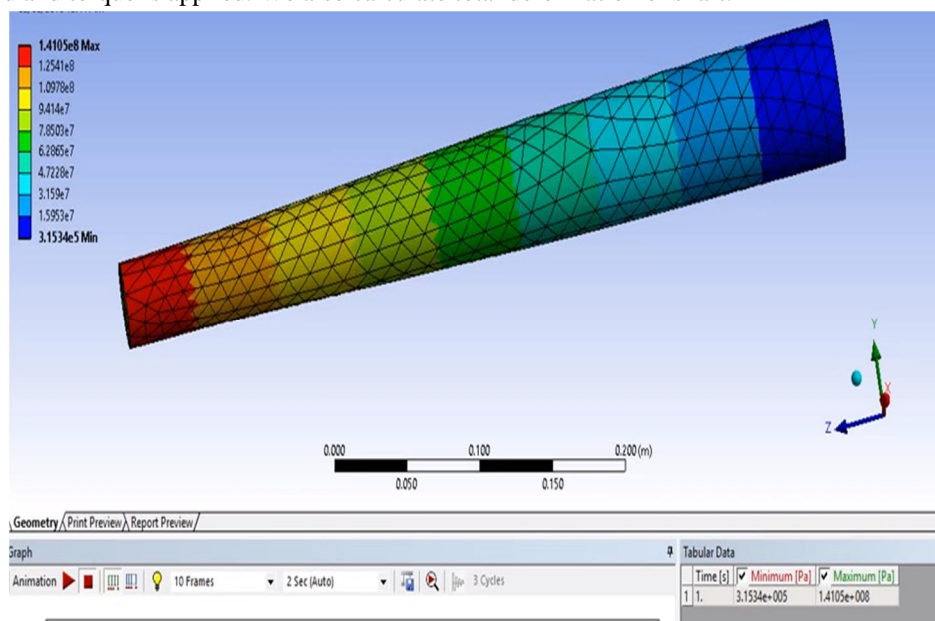 1.4105e8 Max
1.2541e8
1.0978e8
9.414e7
7.8503e7
6.2865e7
4.7228e7
3.159e7
1.5953e7
3.1534e5 Min
Y
X
Z
0.000 0.100 0.200 (m)
0.050 0.150
Geometry Print Preview Report Preview
Graph Tabular Data
Animation 10 Frames 2 Sec (Auto) 3 Cycles
Time [s] Minimum [Pa] Maximum [Pa]
1 1. 3.1534e+005 1.4105e+008